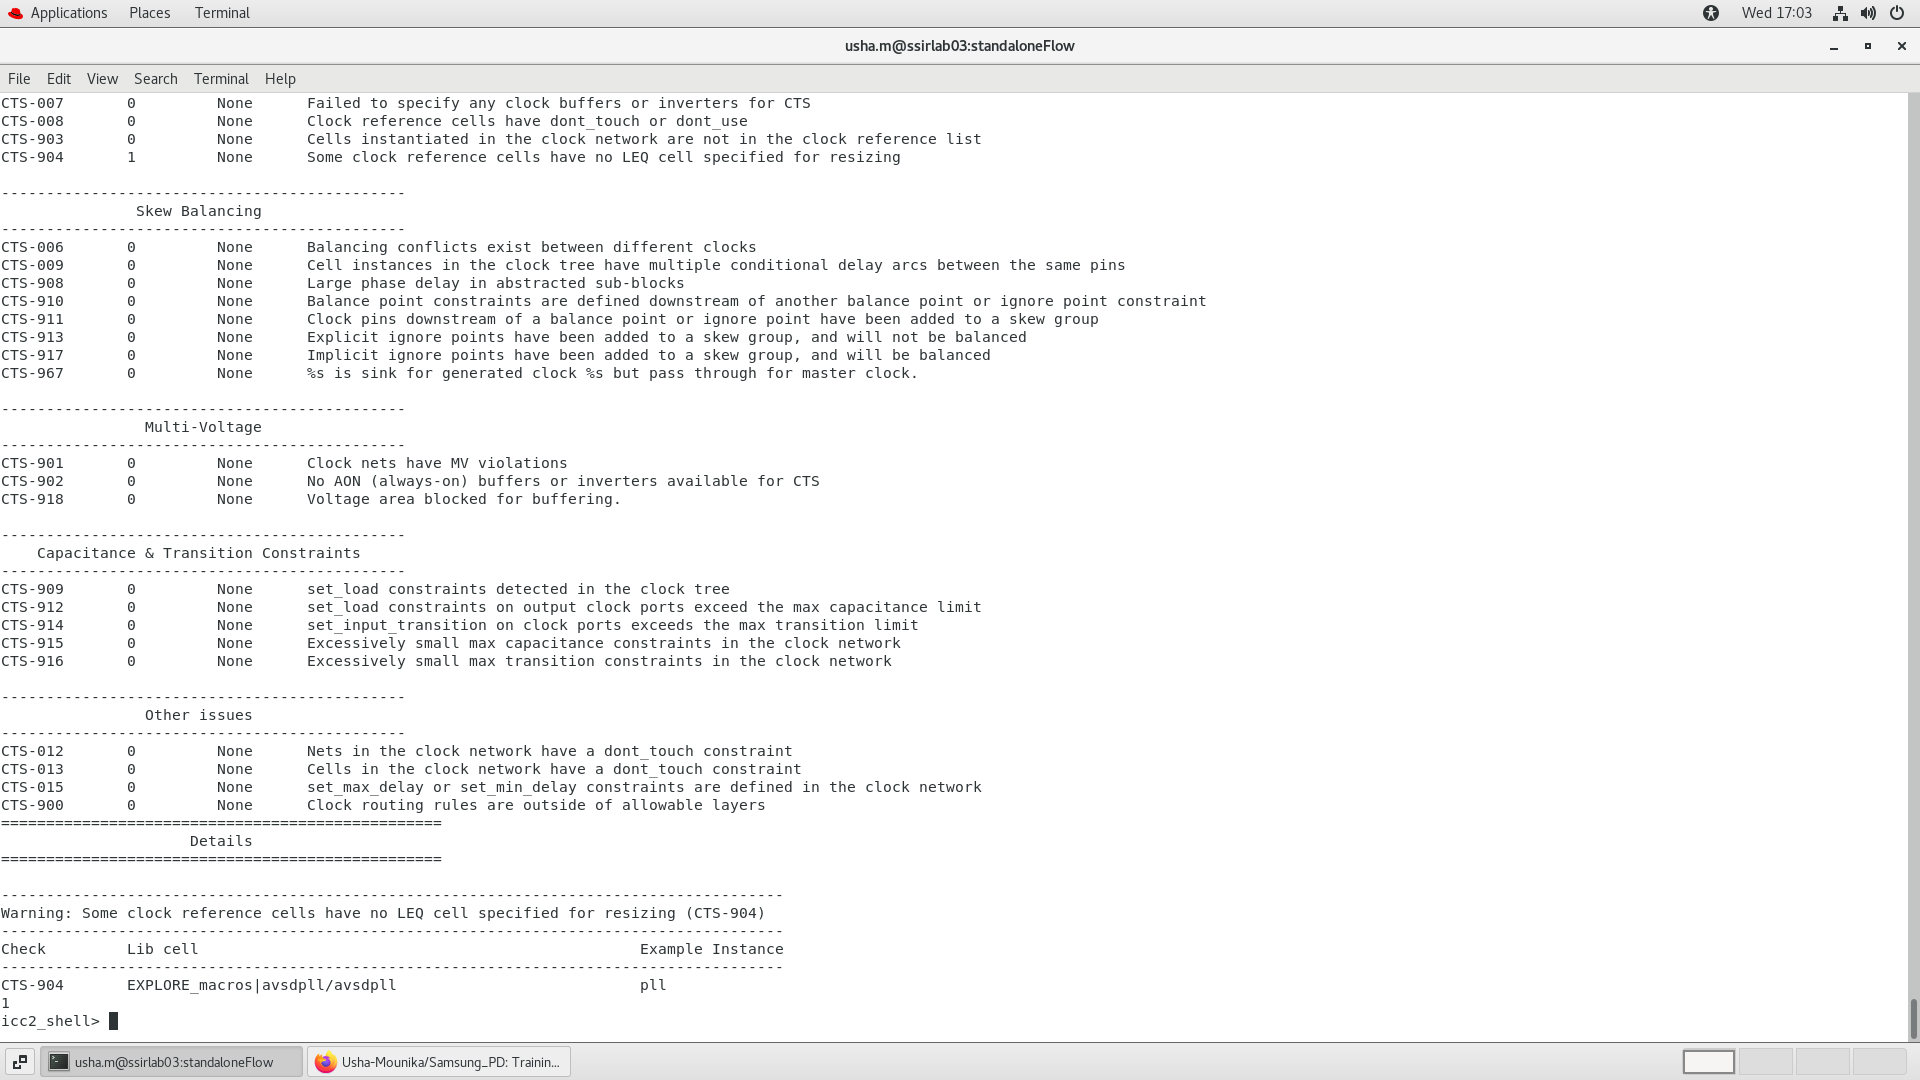 Applications Places Terminal Wed 17:03
usha.m@ssirlab03:standaloneFlow
File Edit View Search Terminal Help
CTS-007 0 None Failed to specify any clock buffers or inverters for CTS
CTS-008 0 None Clock reference cells have dont_touch or dont_use
CTS-903 0 None Cells instantiated in the clock network are not in the clock reference list
CTS-904 1 None Some clock reference cells have no LEQ cell specified for resizing
---------------------------------------------
Skew Balancing
---------------------------------------------
CTS-006 0 None Balancing conflicts exist between different clocks
CTS-009 0 None Cell instances in the clock tree have multiple conditional delay arcs between the same pins
CTS-908 0 None Large phase delay in abstracted sub-blocks
CTS-910 0 None Balance point constraints are defined downstream of another balance point or ignore point constraint
CTS-911 0 None Clock pins downstream of a balance point or ignore point have been added to a skew group
CTS-913 0 None Explicit ignore points have been added to a skew group, and will not be balanced
CTS-917 0 None Implicit ignore points have been added to a skew group, and will be balanced
CTS-967 0 None %s is sink for generated clock %s but pass through for master clock.
---------------------------------------------
Multi-Voltage
---------------------------------------------
CTS-901 0 None Clock nets have MV violations
CTS-902 0 None No AON (always-on) buffers or inverters available for CTS
CTS-918 0 None Voltage area blocked for buffering.
---------------------------------------------
Capacitance & Transition Constraints
---------------------------------------------
CTS-909 0 None set_load constraints detected in the clock tree
CTS-912 0 None set_load constraints on output clock ports exceed the max capacitance limit
CTS-914 0 None set_input_transition on clock ports exceeds the max transition limit
CTS-915 0 None Excessively small max capacitance constraints in the clock network
CTS-916 0 None Excessively small max transition constraints in the clock network
---------------------------------------------
Other issues
---------------------------------------------
CTS-012 0 None Nets in the clock network have a dont_touch constraint
CTS-013 0 None Cells in the clock network have a dont_touch constraint
CTS-015 0 None set_max_delay or set_min_delay constraints are defined in the clock network
CTS-900 0 None Clock routing rules are outside of allowable layers
=================================================
Details
=================================================
---------------------------------------------------------------------------------------
Warning: Some clock reference cells have no LEQ cell specified for resizing (CTS-904)
---------------------------------------------------------------------------------------
Check Lib cell Example Instance
---------------------------------------------------------------------------------------
CTS-904 EXPLORE_macros|avsdpll/avsdpll pll
1
icc2_shell>
usha.m@ssirlab03:standaloneFlow Usha-Mounika/Samsung_PD: Trainin...